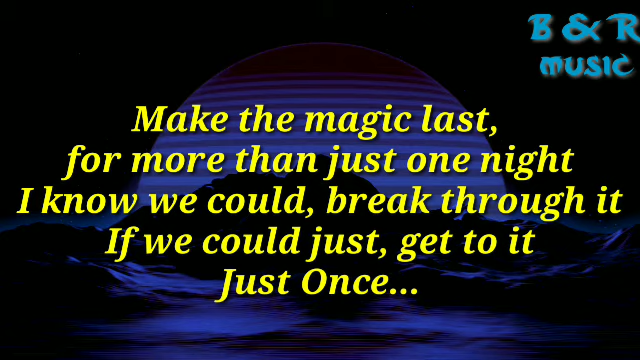 B & R
MUSIC
Make the magic last,
for more than just one night
I know we could, break through it
If we could just, get to it
Just Once...